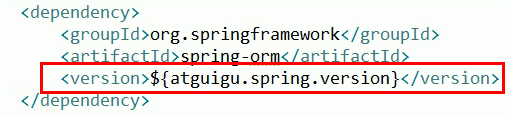 <dependency>
<groupId>org.springframework</groupId>
<artifactId>spring-orm</artifactId>
<version>${atguigu.spring.version}</version>
</dependency>